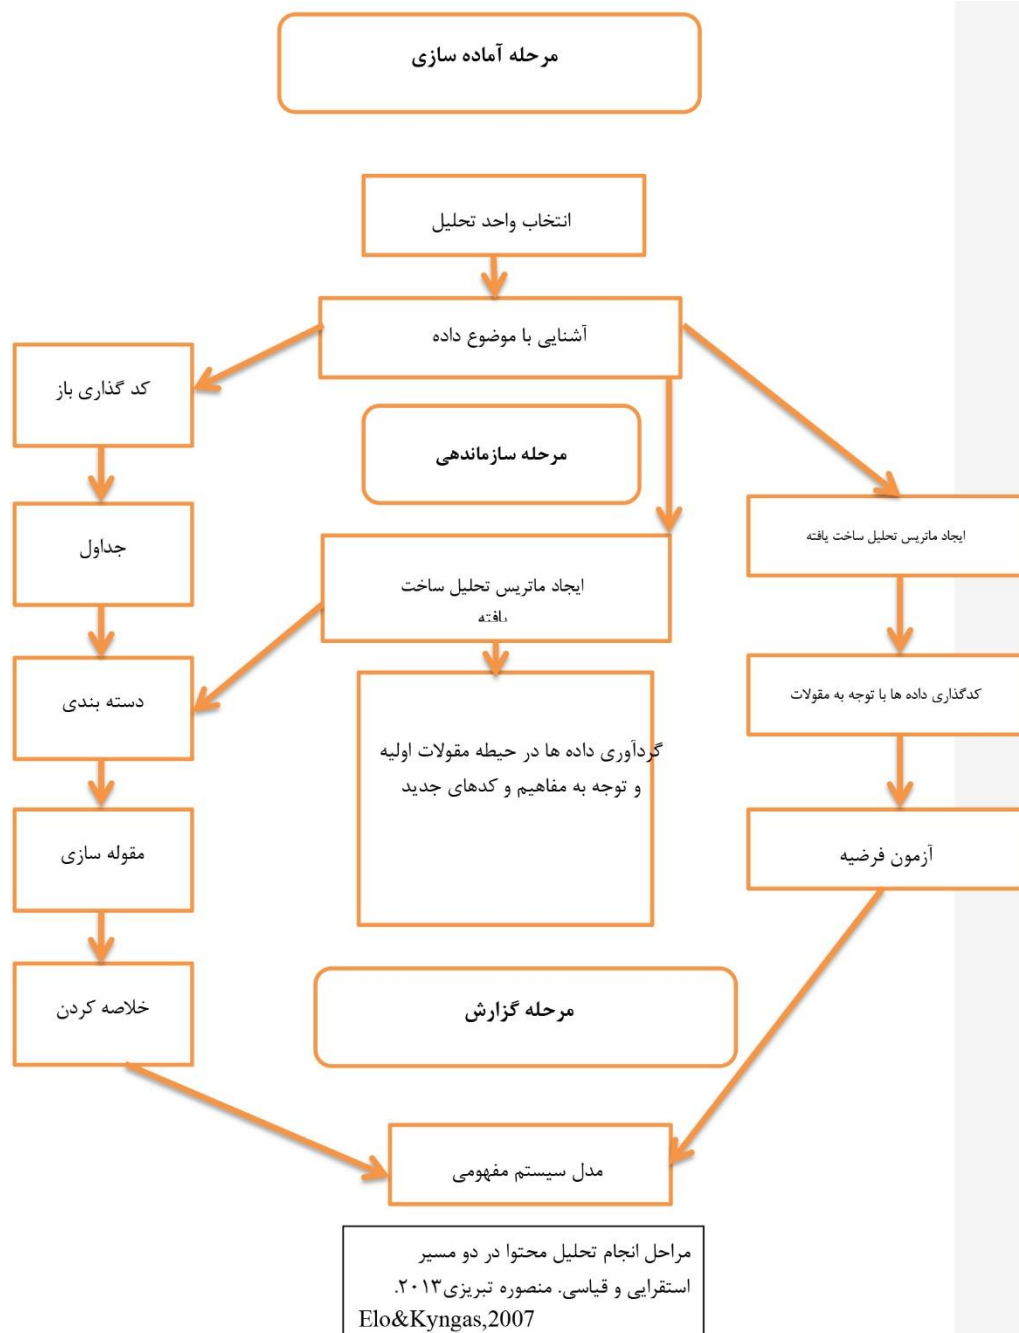 مرحله آماده سازی
انتخاب واحد تحلیل
آشنایی با موضوع داده
کد گذاری باز
مرحله سازماندهی
ایجاد ماتریس تحلیل ساخت یافته
جداول
ایجاد ماتریس تحلیل ساخت
یافته
دسته بندی
کدگذاری داده ها با توجه به مقولات
گردآوری داده ها در حیطه مقولات اولیه
و توجه به مفاهیم و کدهای جدید
مقوله سازی
آزمون فرضیه
خلاصه کردن
مرحله گزارش
مدل سیستم مفهومی
مراحل انجام تحلیل محتوا در دو مسیر
استقرایی و قیاسی. منصوره تبریزی۲۰۱۳.
Elo&Kyngas,2007